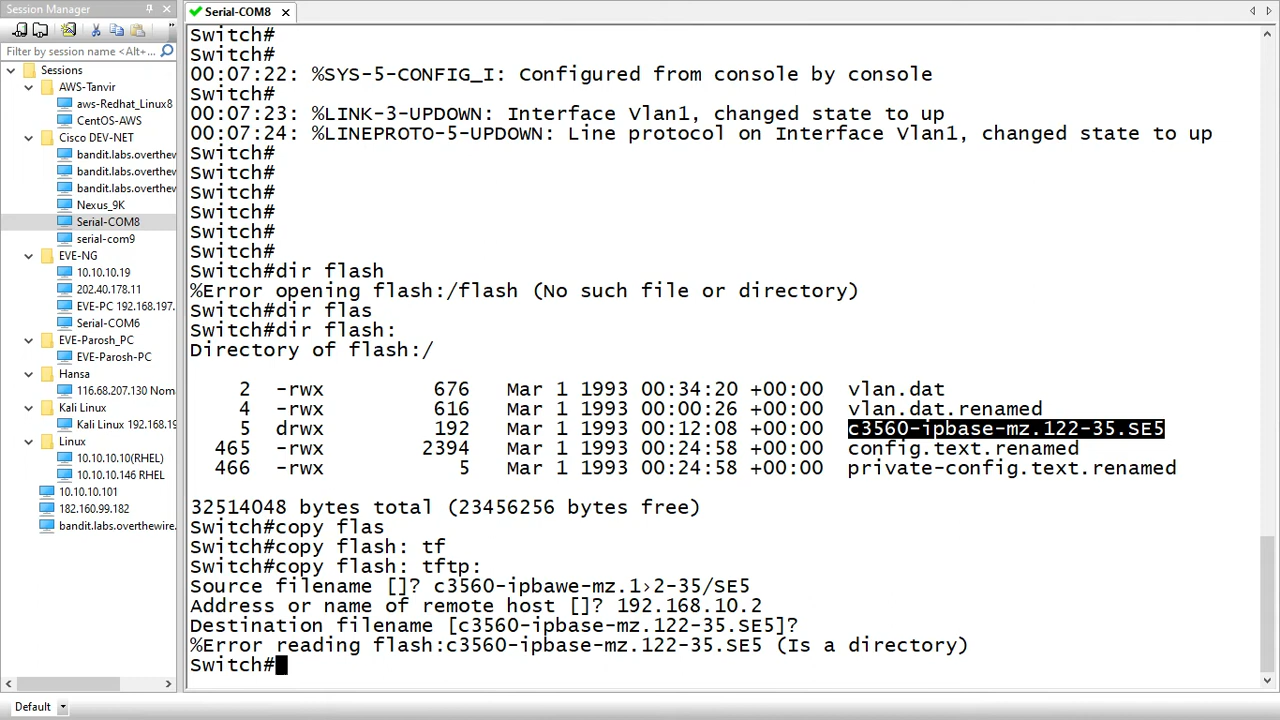 Session Manager
Serial-COM8
Filter by session name <Alt+...
Sessions
AWS-Tanvir
aws-Redhat_Linux8
CentOS-AWS
Cisco DEV-NET
bandit.labs.overthew
bandit.labs.overthew
bandit.labs.overthew
Nexus_9K
Serial-COM8
serial-com9
EVE-NG
10.10.10.19
202.40.178.11
EVE-PC 192.168.197.
Serial-COM6
EVE-Parosh_PC
EVE-Parosh-PC
Hansa
116.68.207.130 Nom
Kali Linux
Kali Linux 192.168.19
Linux
10.10.10.10(RHEL)
10.10.10.146 RHEL
10.10.10.101
182.160.99.182
bandit.labs.overthew.
Default
Switch#
Switch#
00:07:22: %SYS-5-CONFIG_I: Configured from console by console
Switch#
00:07:23: %LINK-3-UPDOWN: Interface Vlan1, changed state to up
00:07:24: %LINEPROTO-5-UPDOWN: Line protocol on Interface Vlan1, changed state to up
Switch#
Switch#
Switch#
Switch#
Switch#
Switch#
Switch#dir flash
%Error opening flash:/flash (No such file or directory)
Switch#dir flas
Switch#dir flash:
Directory of flash:/
2 -rwx 676 Mar 1 1993 00:34:20 +00:00 vlan.dat
4 -rwx 616 Mar 1 1993 00:00:26 +00:00 vlan.dat.renamed
5 drwx 192 Mar 1 1993 00:12:08 +00:00 c3560-ipbase-mz.122-35.SE5
465 -rwx 2394 Mar 1 1993 00:24:58 +00:00 config.text.renamed
466 -rwx 5 Mar 1 1993 00:24:58 +00:00 private-config.text.renamed
32514048 bytes total (23456256 bytes free)
Switch#copy flas
Switch#copy flash: tf
Switch#copy flash: tftp:
Source filename []? c3560-ipbawe-mz.1›2-35/SE5
Address or name of remote host []? 192.168.10.2
Destination filename [c3560-ipbase-mz.122-35.SE5]?
%Error reading flash:c3560-ipbase-mz.122-35.SE5 (Is a directory)
Switch#